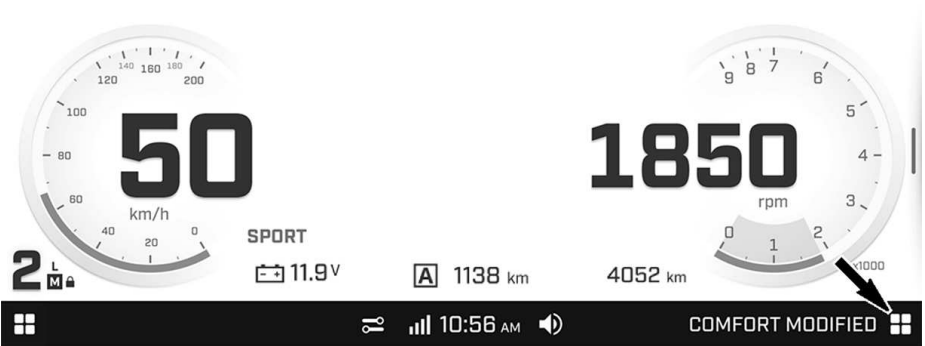 120 140 160 180 200
100
80
60
40 20 0
50
km/h
9 8 7 6
5
4
3
0 1 2
x1000
1850
rpm
SPORT
2 L
M
11.9 V
A 1138 km
4052 km
10:56 AM
COMFORT MODIFIED